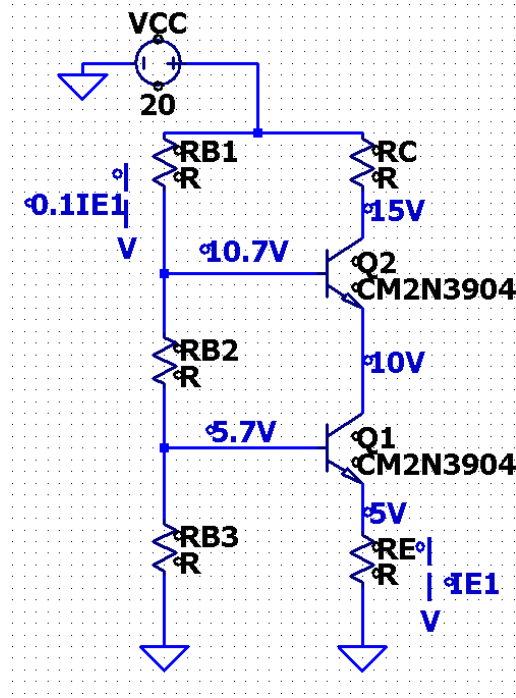 VCC
20
RB1
R
RC
R
0.1IE1
V
15V
10.7V
Q2
CM2N3904
RB2
R
10V
5.7V
Q1
CM2N3904
5V
RB3
R
RE
R
IE1
V